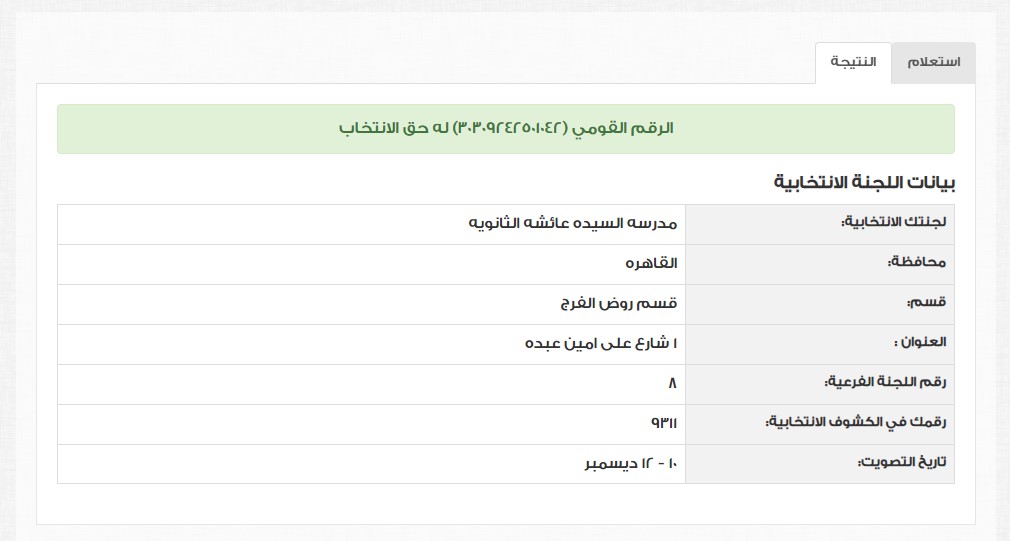 استعلام
النتيجة
الرقم القومي (٣٠٣٠٩٢٤٢٥٠١٠٤٢) له حق الانتخاب
بيانات اللجنة الانتخابية
لجنتك الانتخابية: مدرسه السيده عائشه الثانويه
محافظة: القاهره
قسم: قسم روض الفرج
العنوان : ١ شارع على امين عبده
رقم اللجنة الفرعية: ٨
رقمك في الكشوف الانتخابية: ٩٣١١
تاريخ التصويت: ١٠ - ١٢ ديسمبر